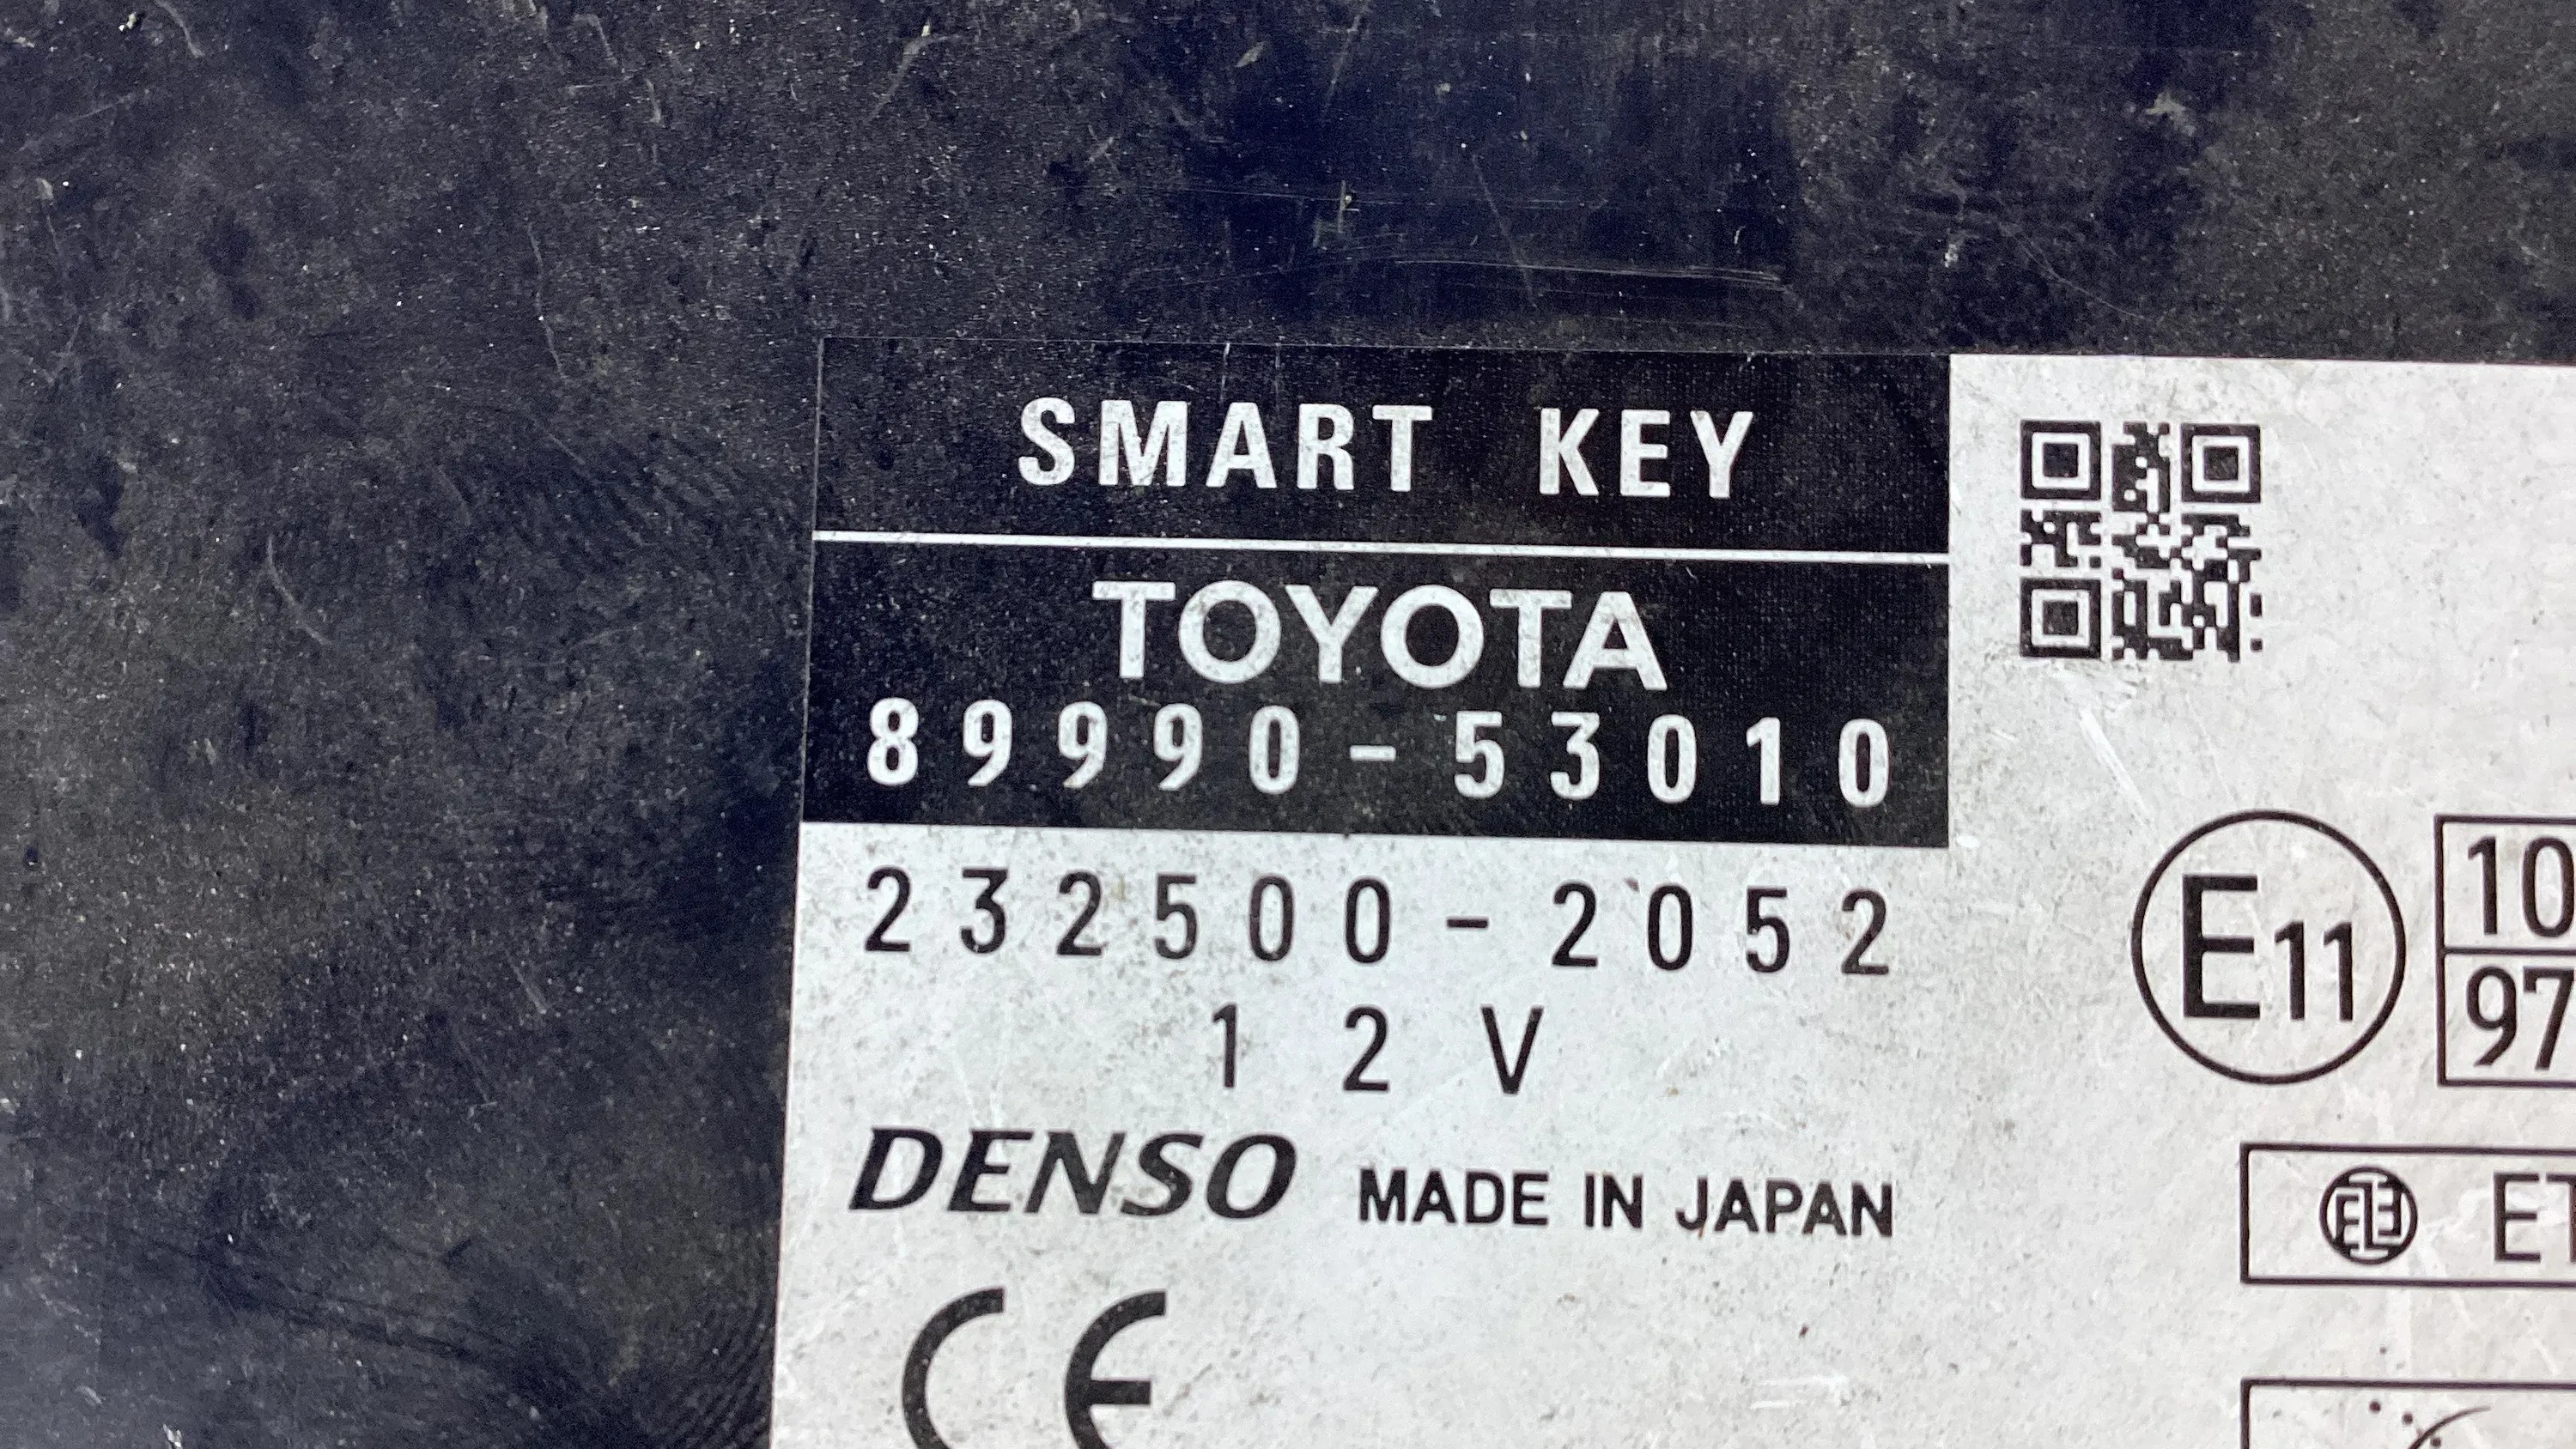 SMART KEY
TOYOTA
89990-53010
232500-2052
12V
DENSO MADE IN JAPAN
CE
E11
10
97
ET